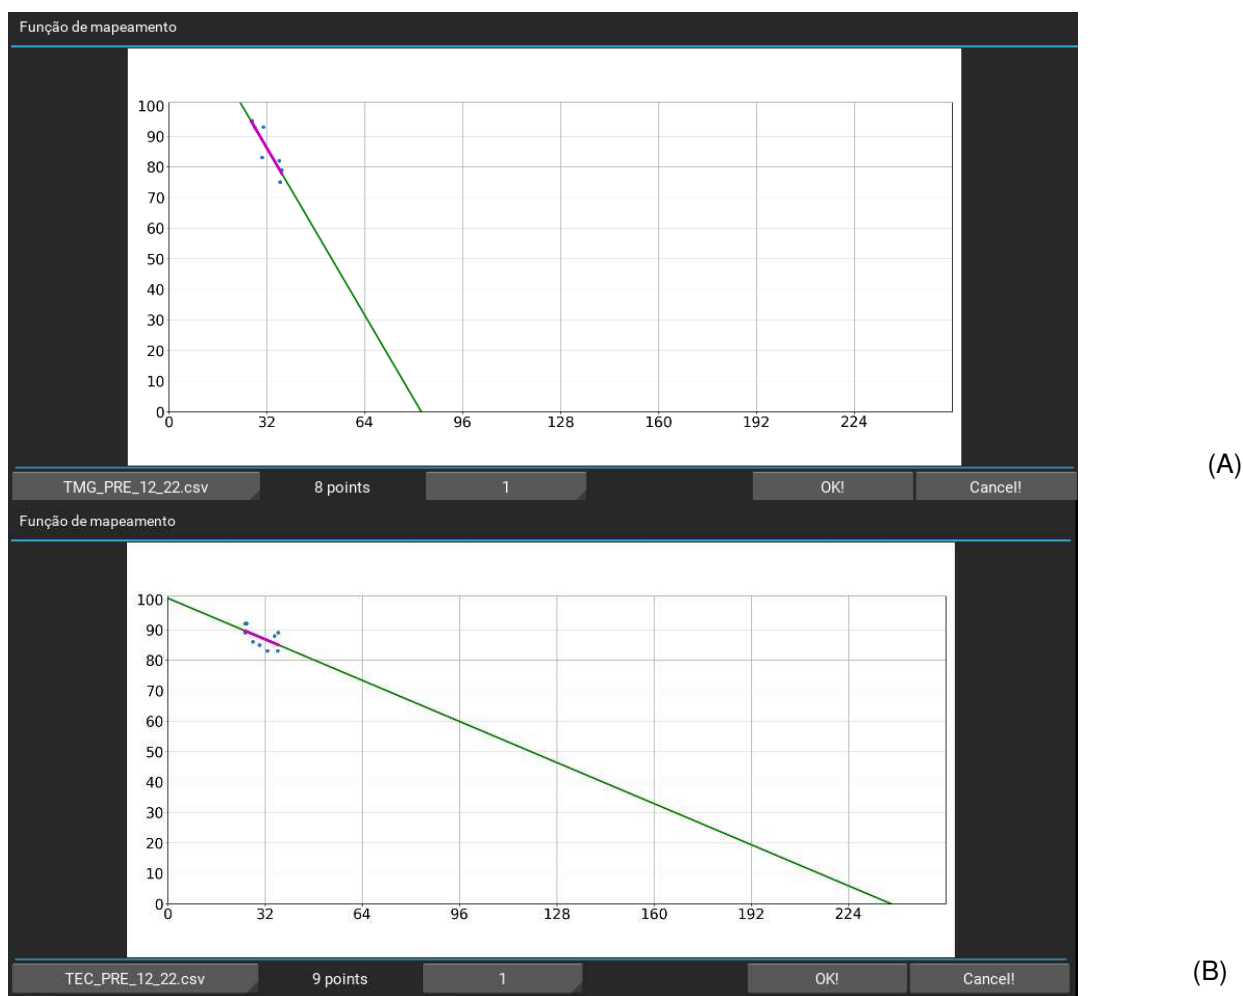 Função de mapeamento
100
90
80
70
60
50
40
30
20
10
0
0 32 64 96 128 160 192 224
(A)
TMG_PRE_12_22.csv 8 points 1 OK! Cancel!
Função de mapeamento
100
90
80
70
60
50
40
30
20
10
0
0 32 64 96 128 160 192 224
TEC_PRE_12_22.csv 9 points 1 OK! Cancel!
(B)